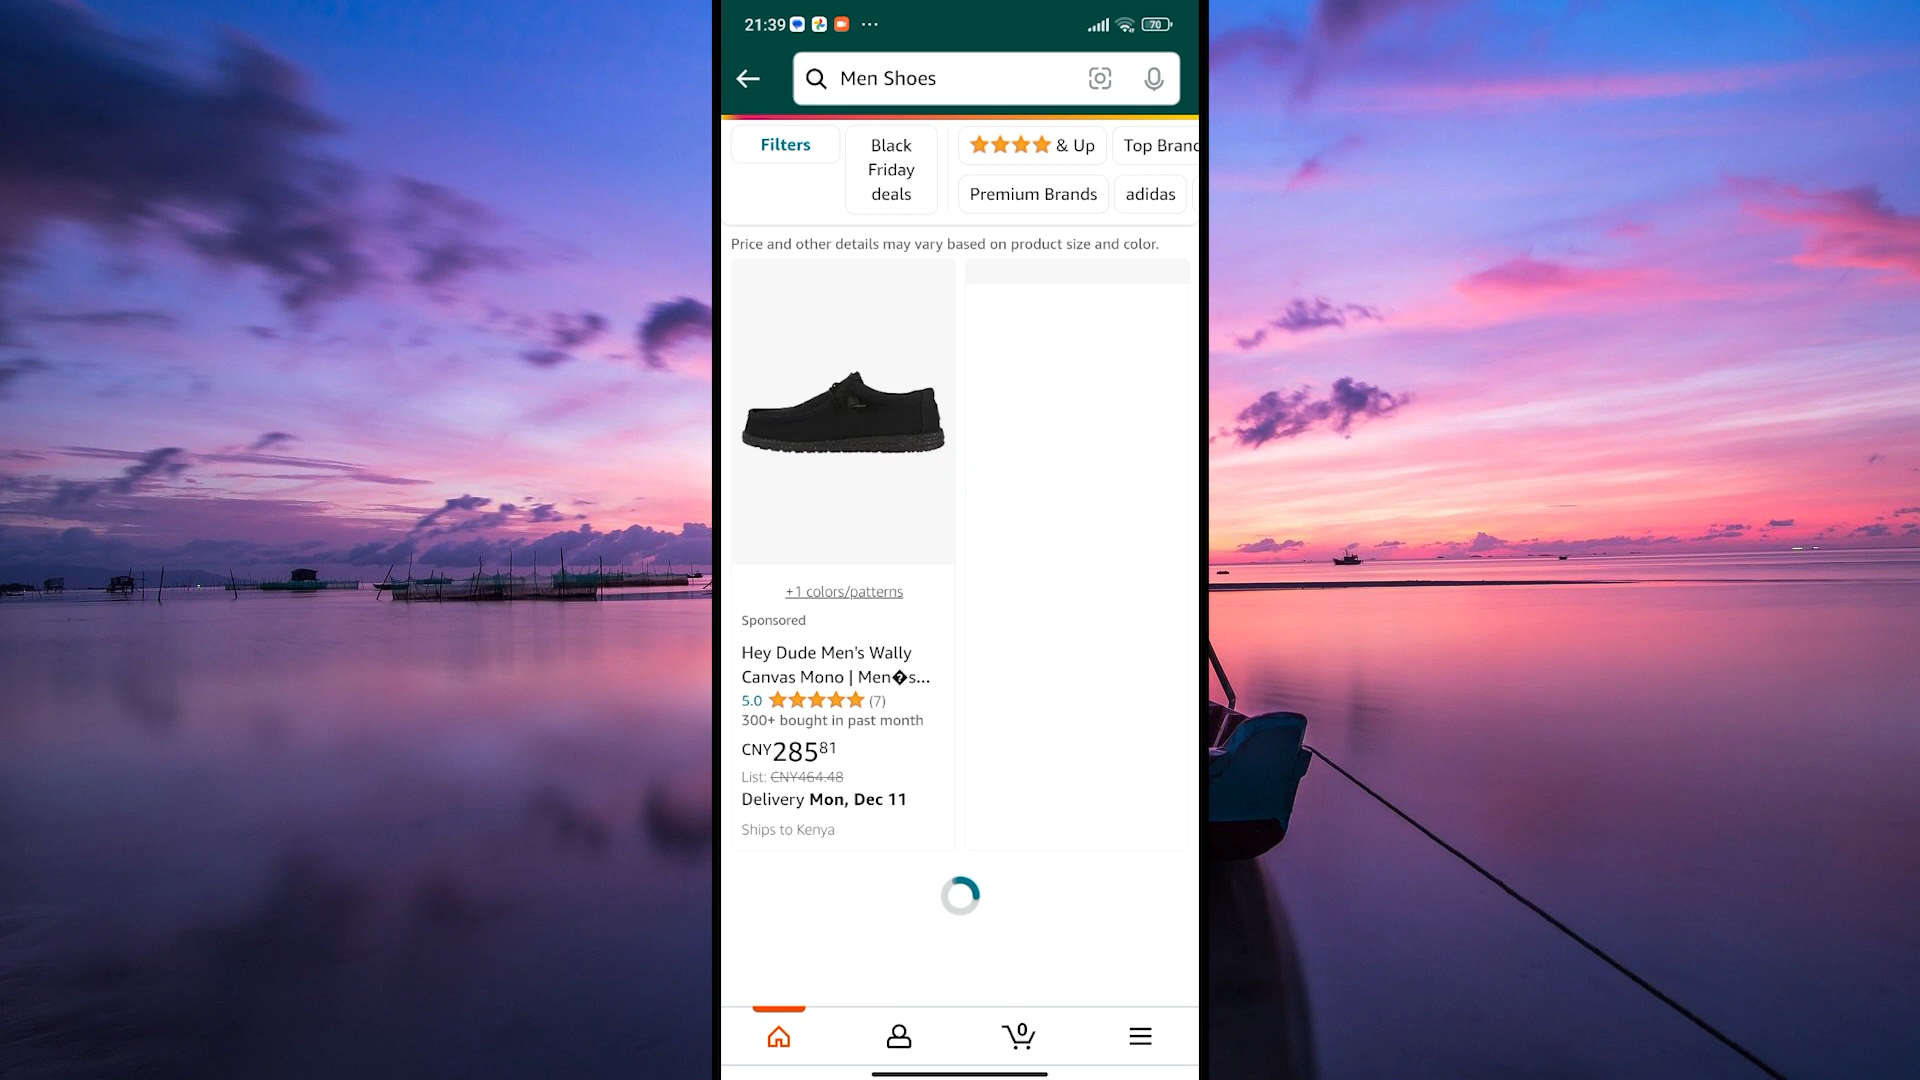 21:39
70
Men Shoes
Filters
Black
Friday
deals
& Up
Top Branc
Premium Brands
adidas
Price and other details may vary based on product size and color.
+1 colors/patterns
Sponsored
Hey Dude Men's Wally
Canvas Mono | Men�s...
5.0 (7)
300+ bought in past month
CNY28581
List: CNY464.48
Delivery Mon, Dec 11
Ships to Kenya
0